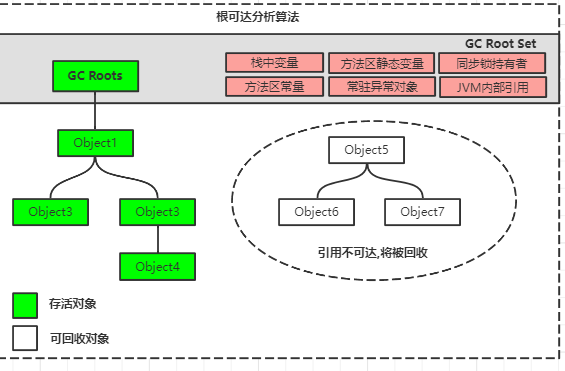 根可达分析算法
GC Root Set
GC Roots
栈中变量
方法区静态变量
同步锁持有者
方法区常量
常驻异常对象
JVM内部引用
Object1
Object5
Object3
Object3
Object6
Object7
引用不可达,将被回收
Object4
存活对象
可回收对象